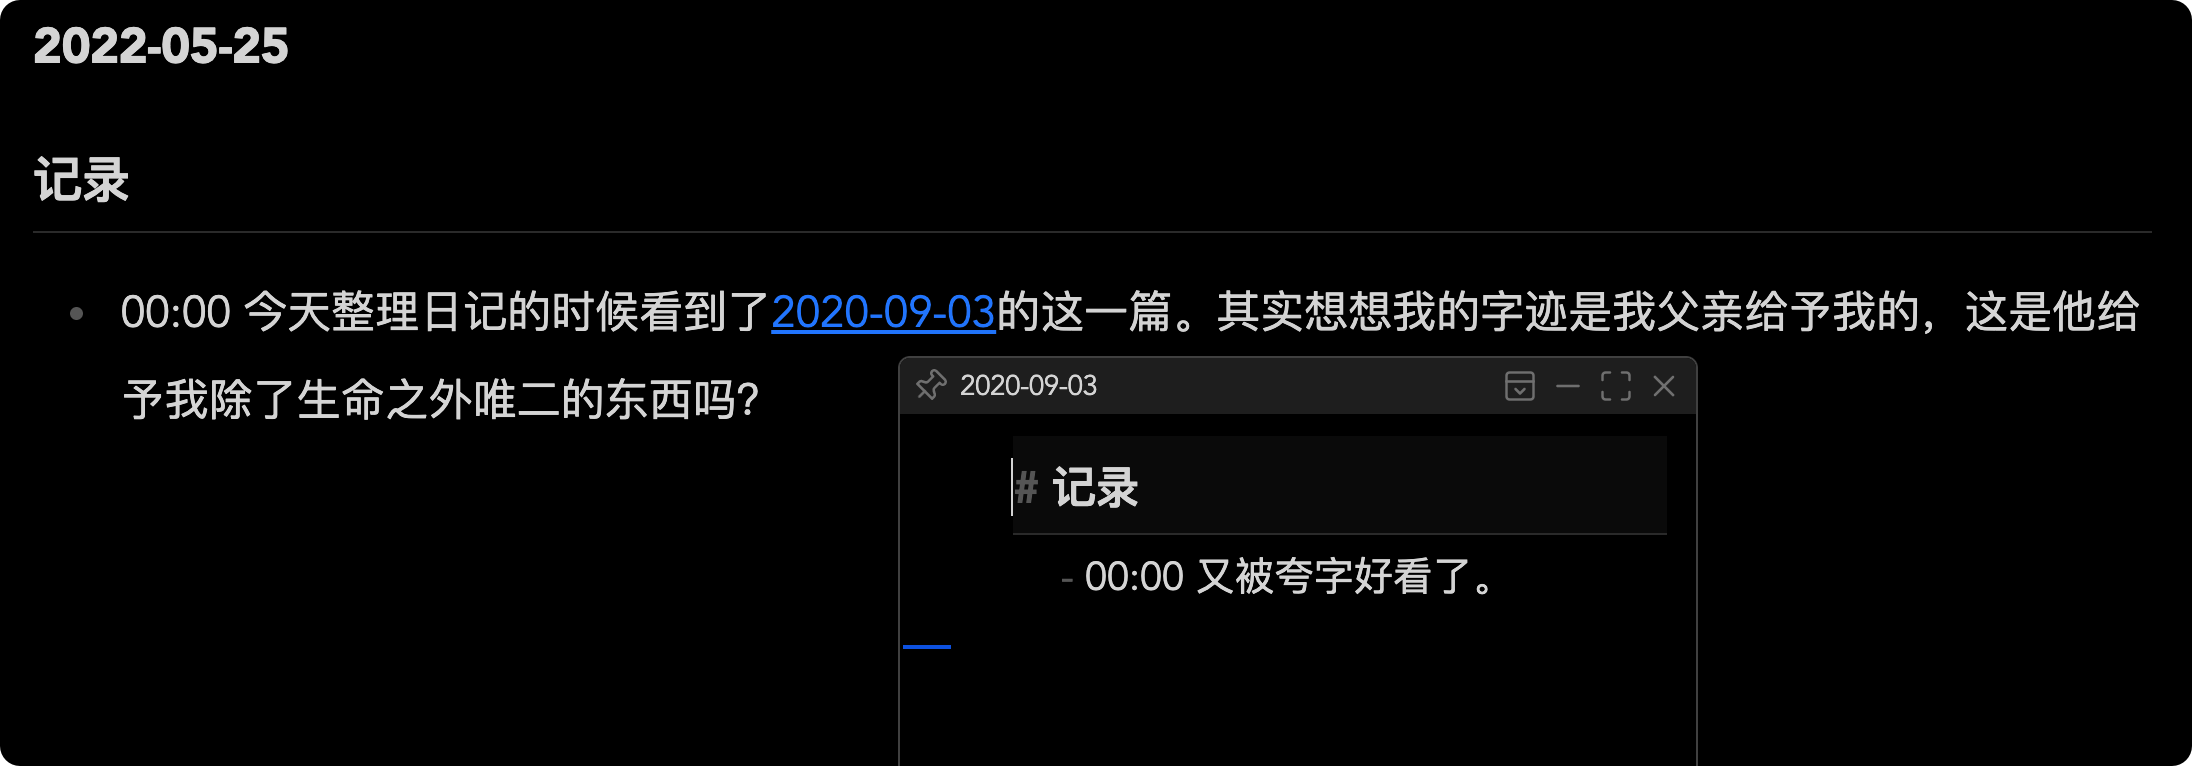 2022-05-25
记录
00:00 今天整理日记的时候看到了2020-09-03的这一篇。其实想想我的字迹是我父亲给予我的，这是他给
予我除了生命之外唯二的东西吗？
2020-09-03
# 记录
- 00:00 又被夸字好看了。